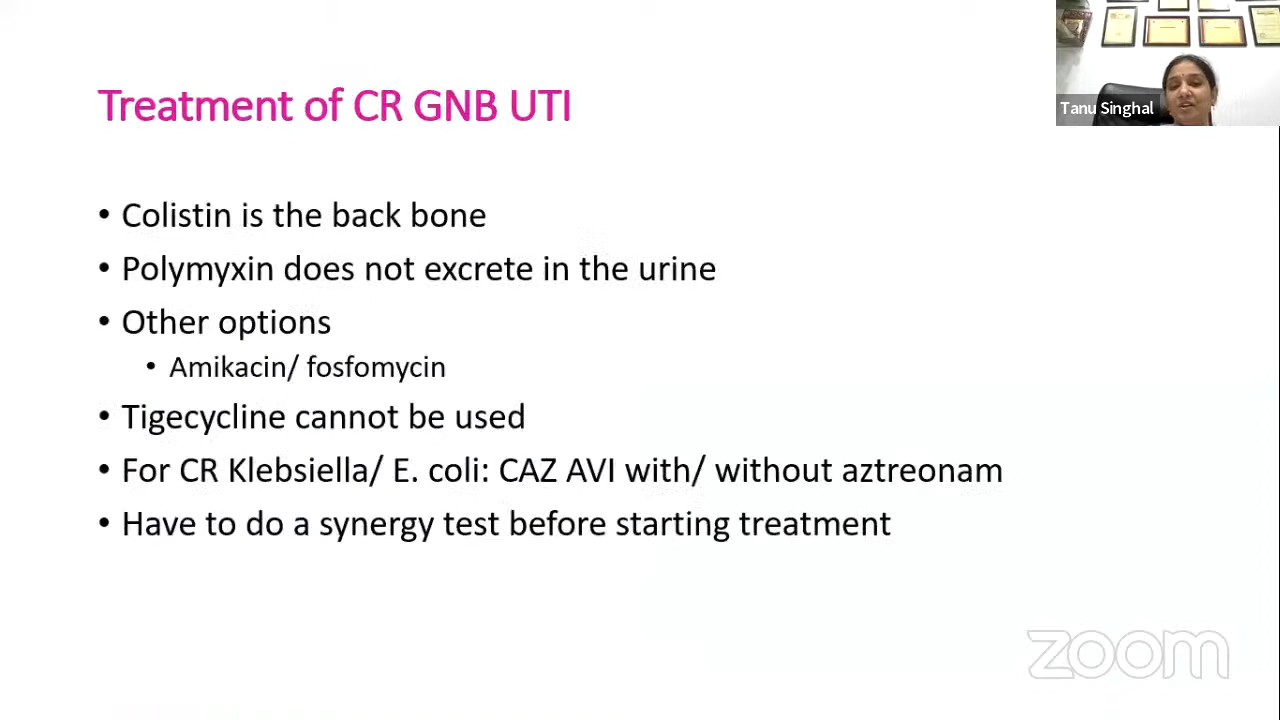 Treatment of CR GNB UTI
Tanu Singhal
• Colistin is the back bone
• Polymyxin does not excrete in the urine
• Other options
• Amikacin/ fosfomycin
• Tigecycline cannot be used
• For CR Klebsiella/ E. coli: CAZ AVI with/ without aztreonam
• Have to do a synergy test before starting treatment
zoom